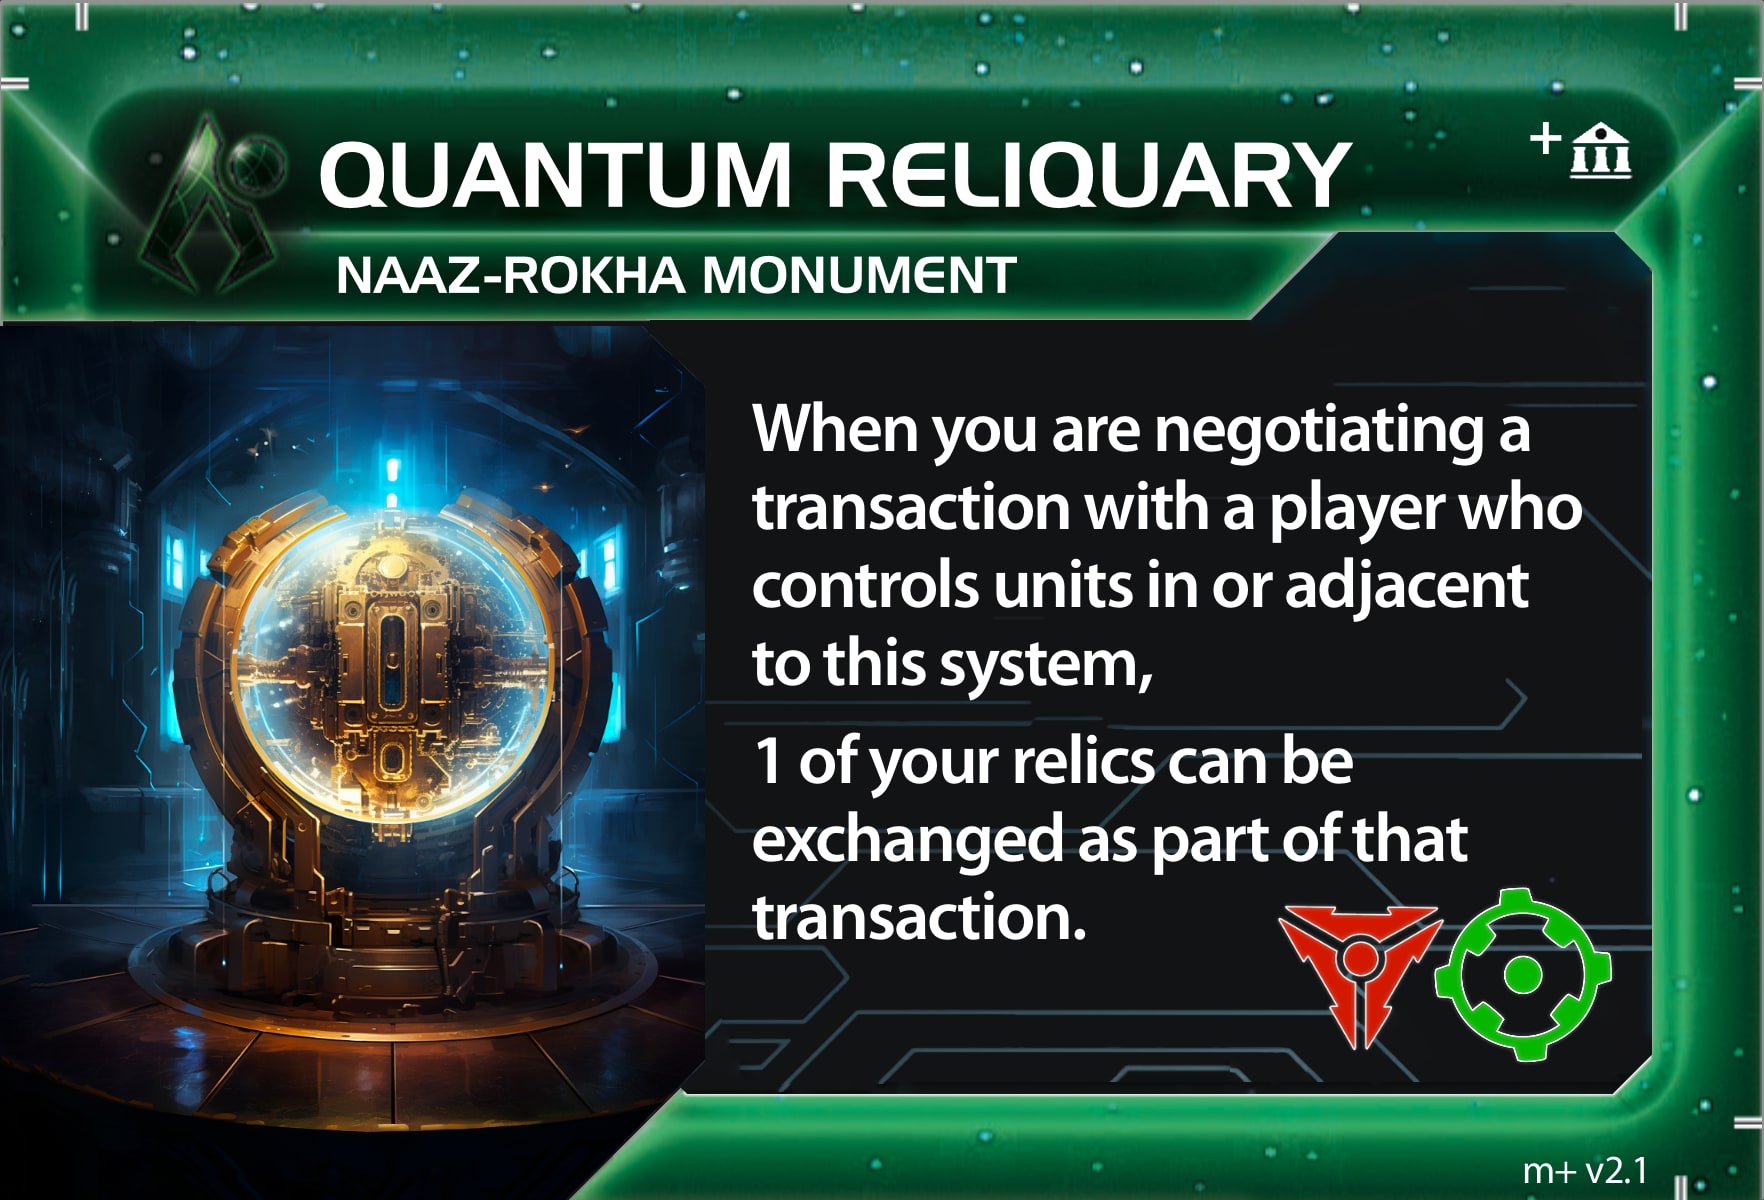 QUANTUM RELIQUARY
+
NAAZ-ROKHA MONUMENT
When you are negotiating a
transaction with a player who
controls units in or adjacent
to this system,
1 of your relics can be
exchanged as part of that
transaction.
m+ v2.1